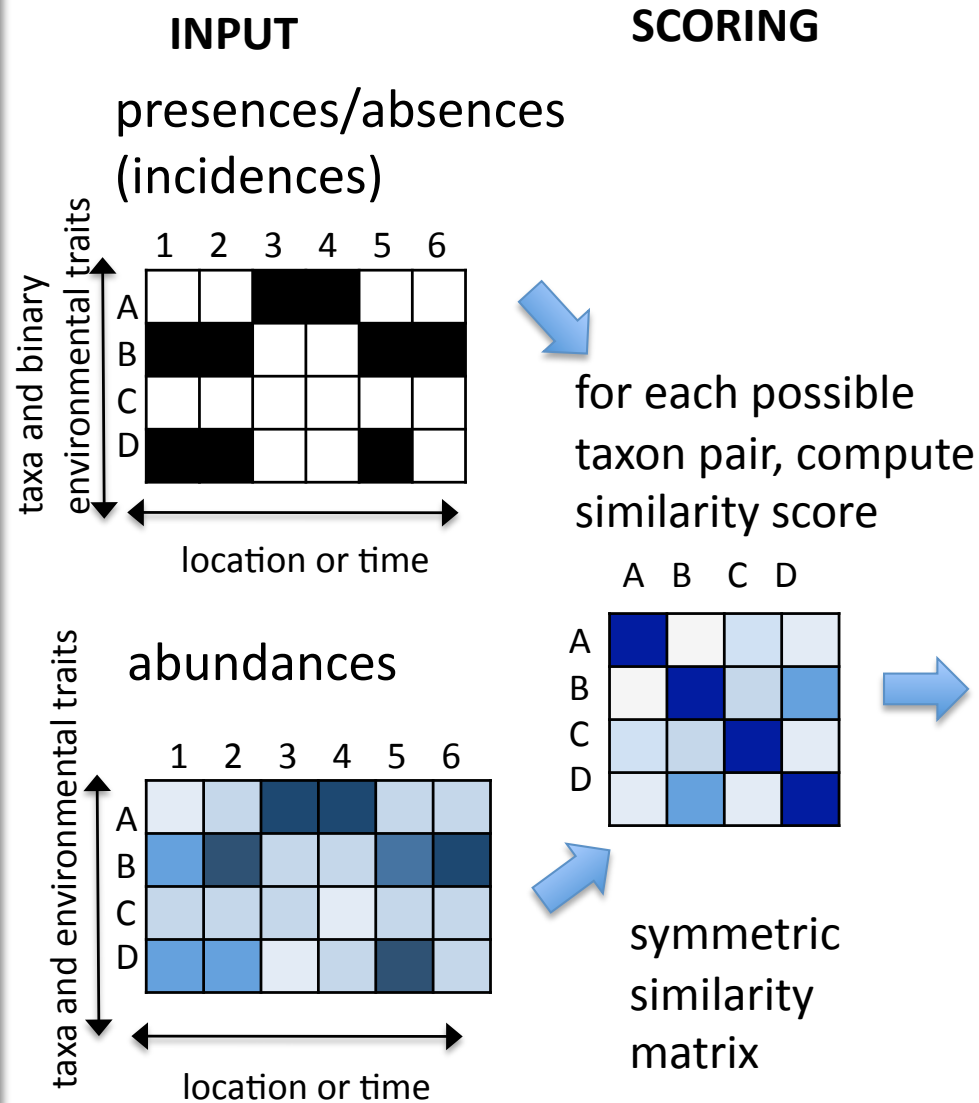 INPUT
SCORING
presences/absences
(incidences)
taxa and binary
environmental traits
1 2 3 4 5 6
A
B
C
D
location or time
for each possible
taxon pair, compute
similarity score
A B C D
A
B
C
D
abundances
taxa and environmental traits
1 2 3 4 5 6
A
B
C
D
location or time
symmetric
similarity
matrix